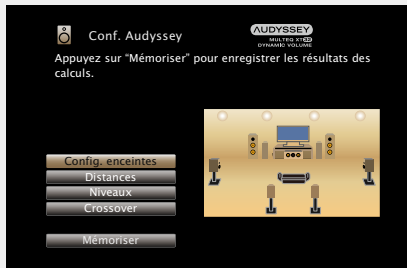 Conf. Audyssey
AUDYSSEY
MULTEQ XT32
DYNAMIC VOLUME
Appuyez sur “Mémoriser” pour enregistrer les résultats des
calculs.
Config. enceintes
Distances
Niveaux
Crossover
Mémoriser